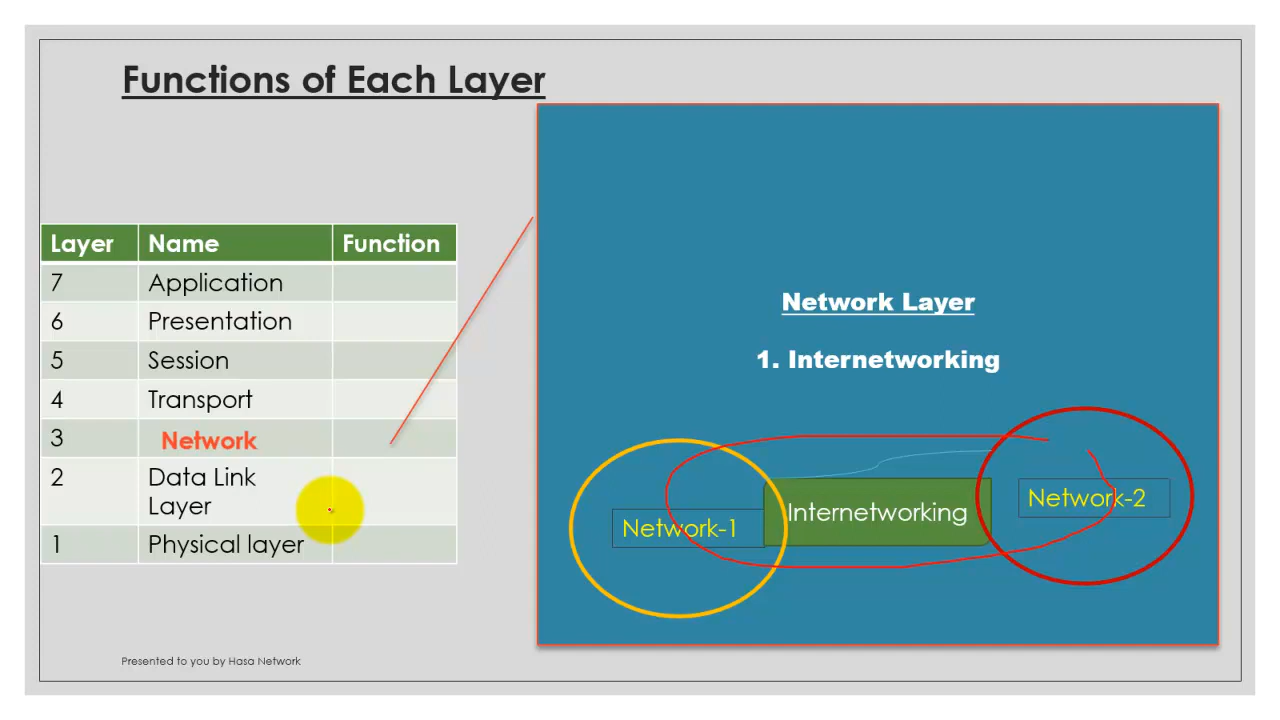 Functions of Each Layer
Layer Name Function
7 Application
6 Presentation
5 Session
4 Transport
3 Network
2 Data Link
Layer
1 Physical layer
Network Layer
1. Internetworking
Network-1
Internetworking
Network-2
Presented to you by Hasa Network